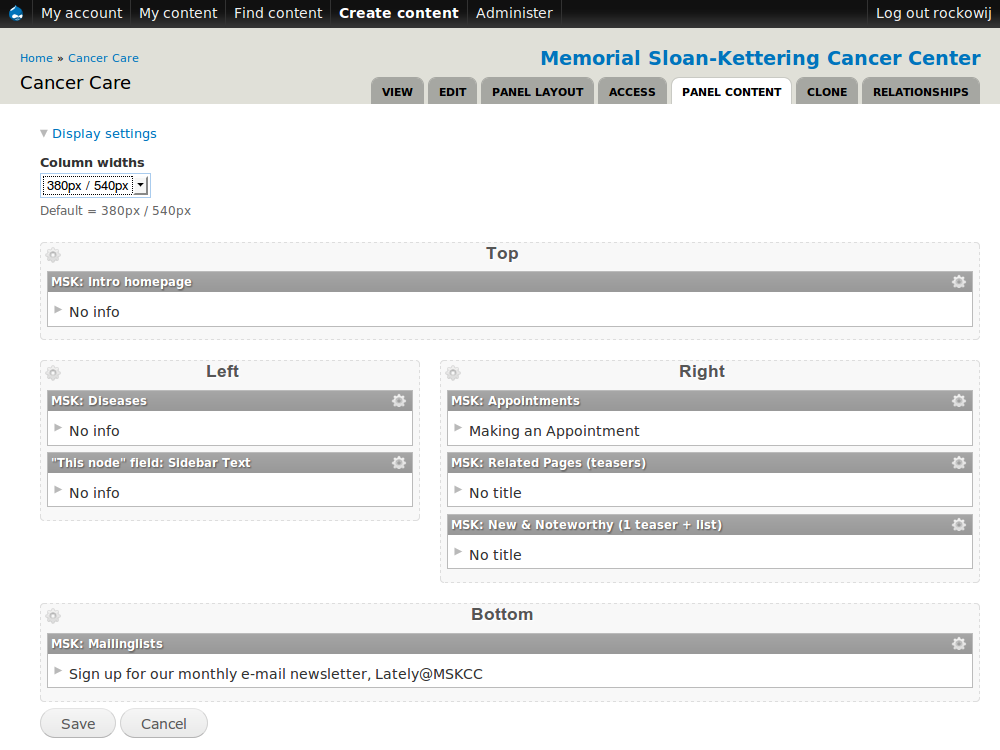 My account My content Find content Create content Administer Log out rockowij
Home » Cancer Care
Memorial Sloan-Kettering Cancer Center
Cancer Care
VIEW EDIT PANEL LAYOUT ACCESS PANEL CONTENT CLONE RELATIONSHIPS
Display settings
Column widths
380px / 540px
Default = 380px / 540px
Top
MSK: Intro homepage
No info
Left
MSK: Diseases
No info
"This node" field: Sidebar Text
No info
Right
MSK: Appointments
Making an Appointment
MSK: Related Pages (teasers)
No title
MSK: New & Noteworthy (1 teaser + list)
No title
Bottom
MSK: Mailinglists
Sign up for our monthly e-mail newsletter, Lately@MSKCC
Save Cancel